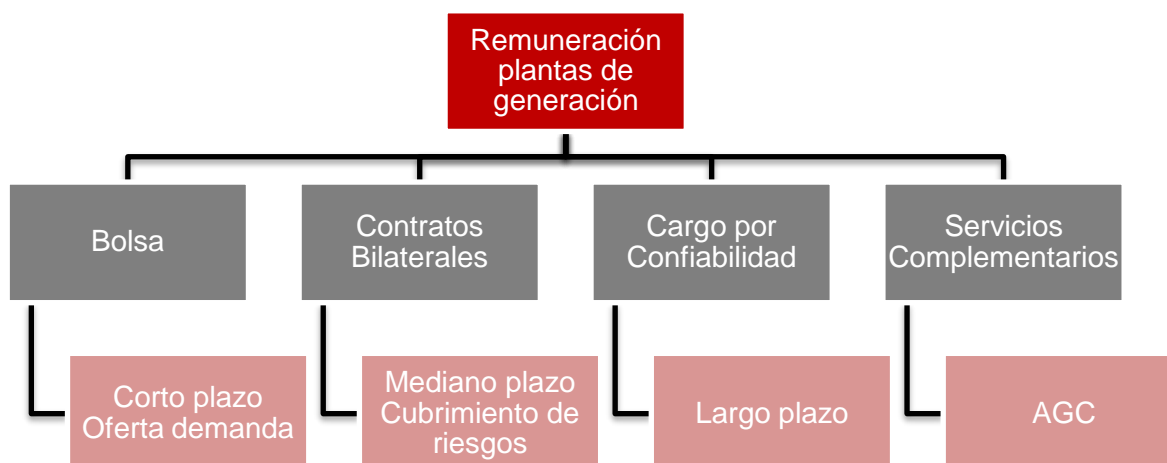 Remuneración
plantas de
generación
Bolsa
Contratos
Bilaterales
Cargo por
Confiabilidad
Servicios
Complementarios
Corto plazo
Oferta demanda
Mediano plazo
Cubrimiento de
riesgos
Largo plazo
AGC